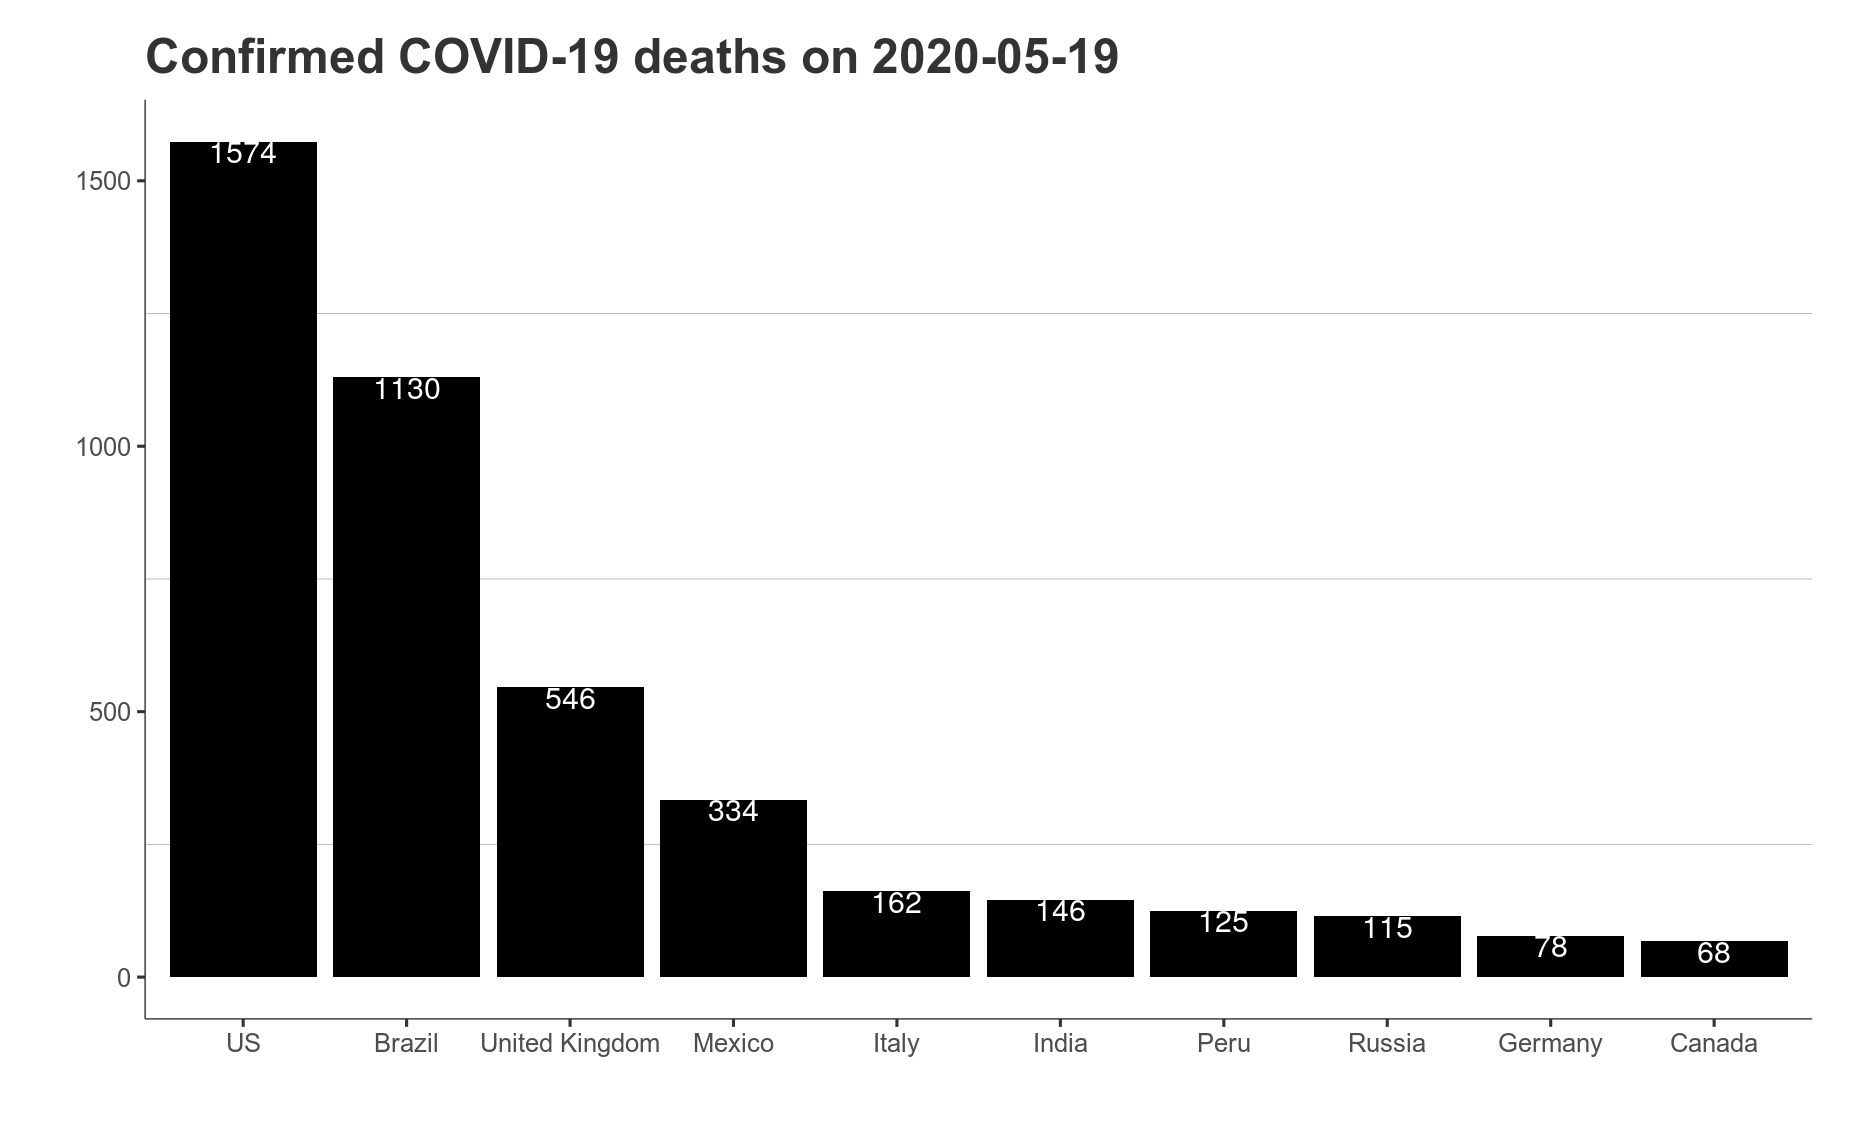 Confirmed COVID-19 deaths on 2020-05-19
1500
1000
500
0
1574
1130
546
334
162
146
125
115
78
68
US
Brazil
United Kingdom
Mexico
Italy
India
Peru
Russia
Germany
Canada